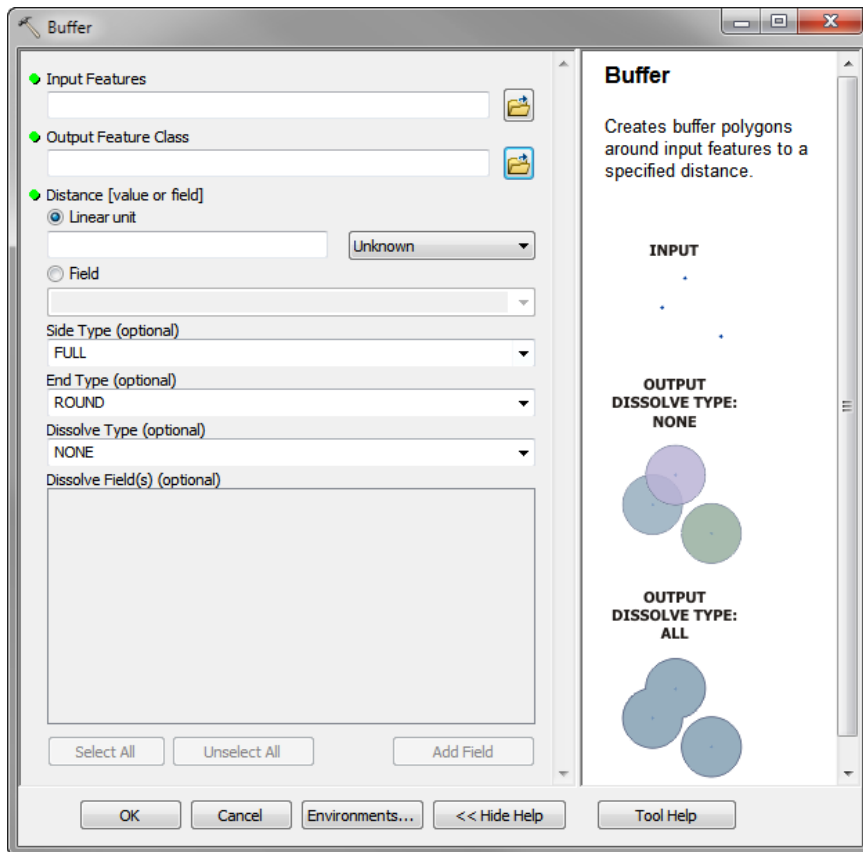 Buffer
Input Features
Output Feature Class
Distance [value or field]
Linear unit
Unknown
Field
Side Type (optional)
FULL
End Type (optional)
ROUND
Dissolve Type (optional)
NONE
Dissolve Field(s) (optional)
Select All
Unselect All
Add Field
Buffer
Creates buffer polygons
around input features to a
specified distance.
INPUT
OUTPUT
DISSOLVE TYPE:
NONE
OUTPUT
DISSOLVE TYPE:
ALL
OK
Cancel
Environments...
<< Hide Help
Tool Help